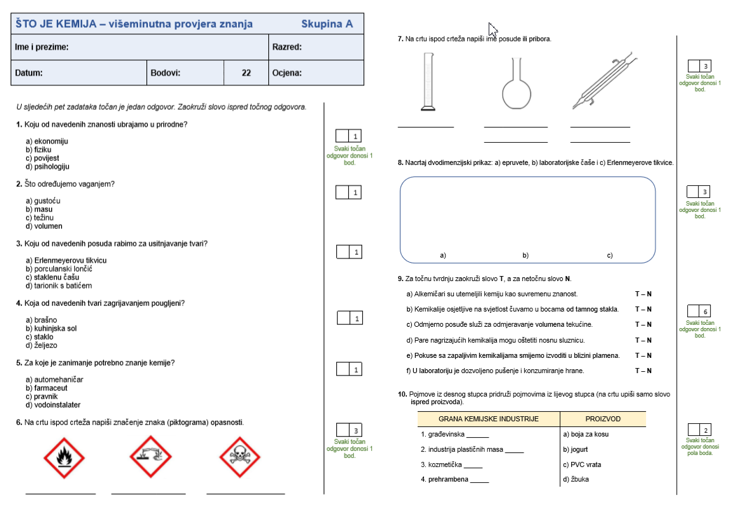 ŠTO JE KEMIJA – višeminutna provjera znanja Skupina A
Ime i prezime: Razred:
Datum: Bodovi: 22 Ocjena:
U sljedećih pet zadataka točan je jedan odgovor. Zaokruži slovo ispred točnog odgovora.
1. Koju od navedenih znanosti ubrajamo u prirodne?
a) ekonomiju
b) fiziku
c) povijest
d) psihologiju
1
Svaki točan
odgovor donosi 1
bod.
2. Što određujemo vaganjem?
1
a) gustoću
b) masu
c) težinu
d) volumen
3. Koju od navedenih posuda rabimo za usitnjavanje tvari?
1
a) Erlenmeyerovu tikvicu
b) porculanski lončić
c) staklenu čašu
d) tarionik s batićem
4. Koja od navedenih tvari zagrijavanjem pougljeni?
1
a) brašno
b) kuhinjska sol
c) staklo
d) željezo
5. Za koje je zanimanje potrebno znanje kemije?
1
a) automehaničar
b) farmaceut
c) pravnik
d) vodoinstalater
6. Na crtu ispod crteža napiši značenje znaka (piktograma) opasnosti.
3
Svaki točan
odgovor donosi 1
bod.
7. Na crtu ispod crteža napiši ime posude ili pribora.
3
Svaki točan
odgovor donosi 1
bod.
8. Nacrtaj dvodimenzijski prikaz: a) epruvete, b) laboratorijske čaše i c) Erlenmeyerove tikvice.
a) b) c)
3
Svaki točan
odgovor donosi 1
bod.
9. Za točnu tvrdnju zaokruži slovo T, a za netočnu slovo N.
a) Alkemičari su utemeljili kemiju kao suvremenu znanost. T – N
b) Kemikalije osjetljive na svjetlost čuvamo u bocama od tamnog stakla. T – N
c) Odmjerno posuđe služi za odmjeravanje volumena tekućine. T – N
d) Pare nagrizajućih kemikalija mogu oštetiti nosnu sluznicu. T – N
e) Pokuse sa zapaljivim kemikalijama smijemo izvoditi u blizini plamena. T – N
f) U laboratoriju je dozvoljeno pušenje i konzumiranje hrane. T – N
6
Svaki točan
odgovor donosi 1
bod.
10. Pojmove iz desnog stupca pridruži pojmovima iz lijevog stupca (na crtu upiši samo slovo
ispred proizvoda).
GRANA KEMIJSKE INDUSTRIJE PROIZVOD
1. građevinska ______ a) boja za kosu
2. industrija plastičnih masa _____ b) jogurt
3. kozmetička _____ c) PVC vrata
4. prehrambena _____ d) žbuka
2
Svaki točan
odgovor donosi
pola boda.